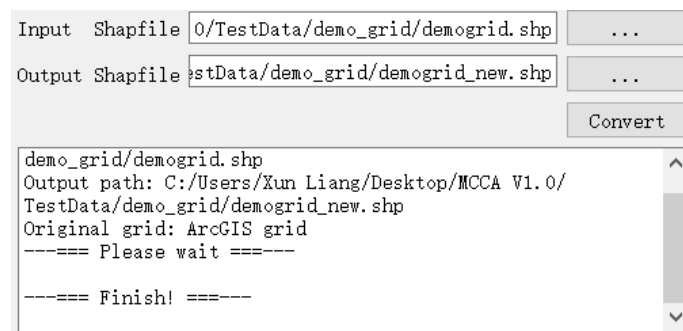 Input Shapfile 0/TestData/demo_grid/demogrid.shp ...
Output Shapfile estData/demo_grid/demogrid_new.shp ...
Convert
demo_grid/demogrid.shp
Output path: C:/Users/Xun Liang/Desktop/MCCA V1.0/
TestData/demo_grid/demogrid_new.shp
Original grid: ArcGIS grid
---=== Please wait ===---
---=== Finish! ===---